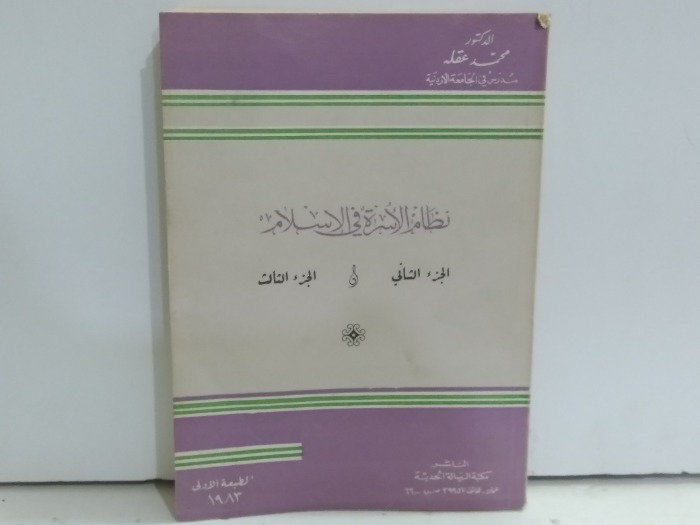 الدكتور
محمد عقله
مدرس في الجامعة الأردنية
نظام الأسرة في الإسلام
الجزء الثاني و الجزء الثالث
الطبعة الأولى
١٩٨٣
الناشر
مكتبة الرسالة الحديثة